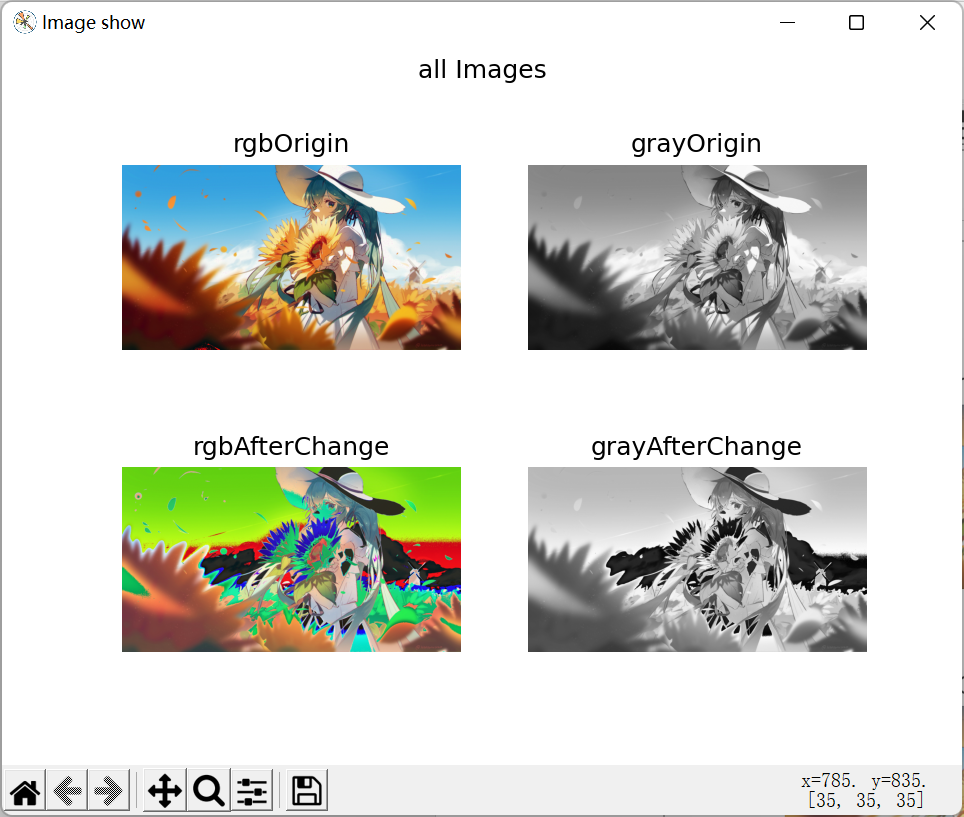 Image show
all Images
rgbOrigin
grayOrigin
rgbAfterChange
grayAfterChange
x=785. y=835.
[35, 35, 35]